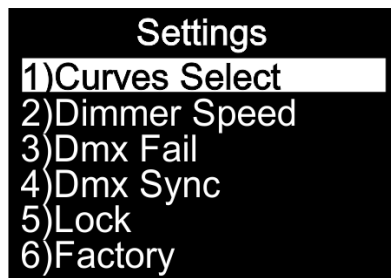 Settings
1)Curves Select
2)Dimmer Speed
3)Dmx Fail
4)Dmx Sync
5)Lock
6)Factory